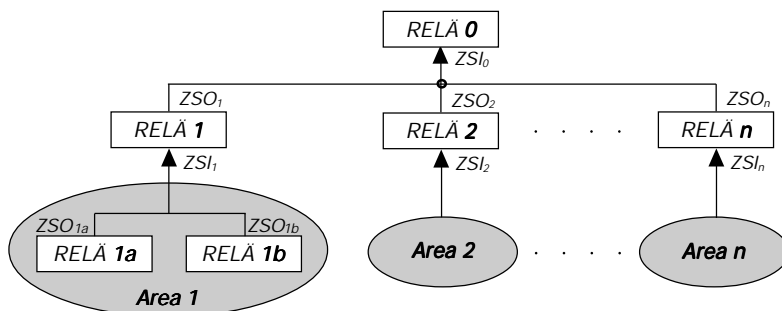 RELÄ 0
ZSI0
ZSO1 ZSO2 ZSOn
RELÄ 1 RELÄ 2 . . . . RELÄ n
ZSI1 ZSI2 ZSIn
ZSO1a ZSO1b
RELÄ 1a RELÄ 1b Area 2 . . . . Area n
Area 1